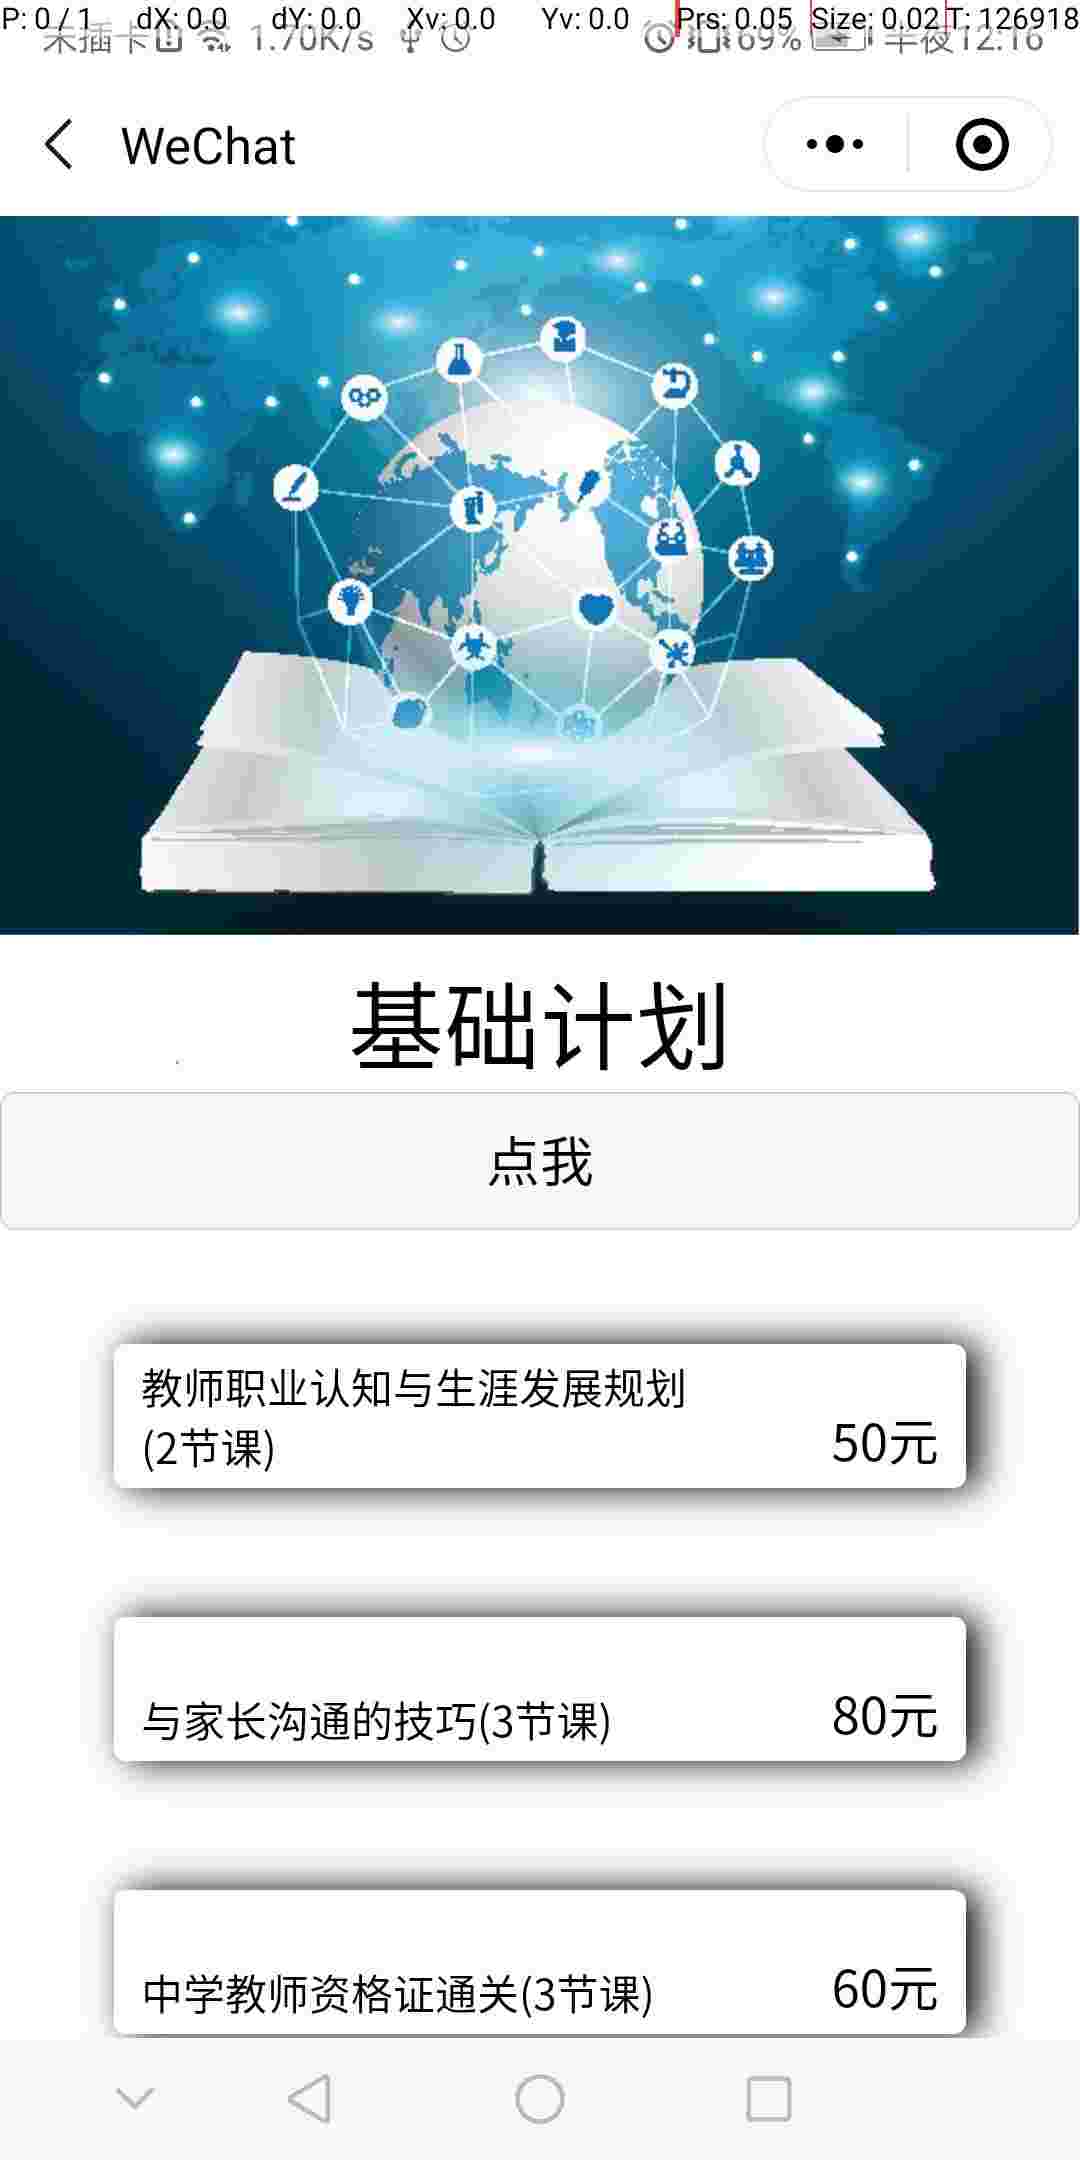 P: 0 / 1 dX: 0.0 dY: 0.0 Xv: 0.0 Yv: 0.0 Prs: 0.05 Size: 0.02 T: 126918
未插卡 1.70K/s 69% 半夜12:16
WeChat
基础计划
点我
教师职业认知与生涯发展规划
(2节课)
50元
与家长沟通的技巧(3节课)
80元
中学教师资格证通关(3节课)
60元